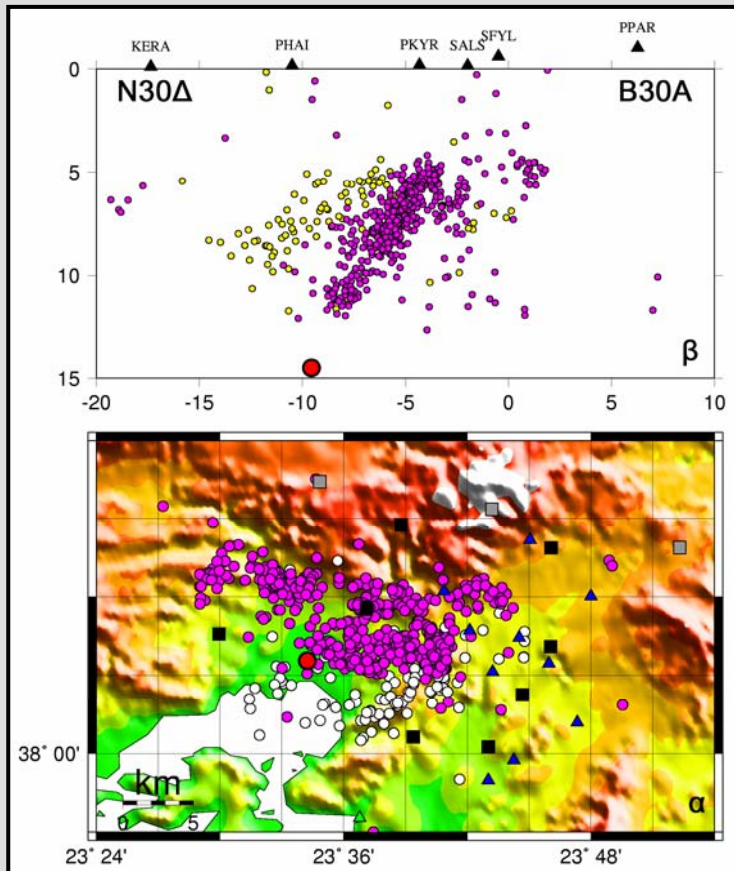 KERA PHAI PKYR SALS SFYL PPAR
0
N30Δ B30A
5
10
β
15
-20 -15 -10 -5 0 5 10
38° 00'
km
0 5
α
23° 24' 23° 36' 23° 48'